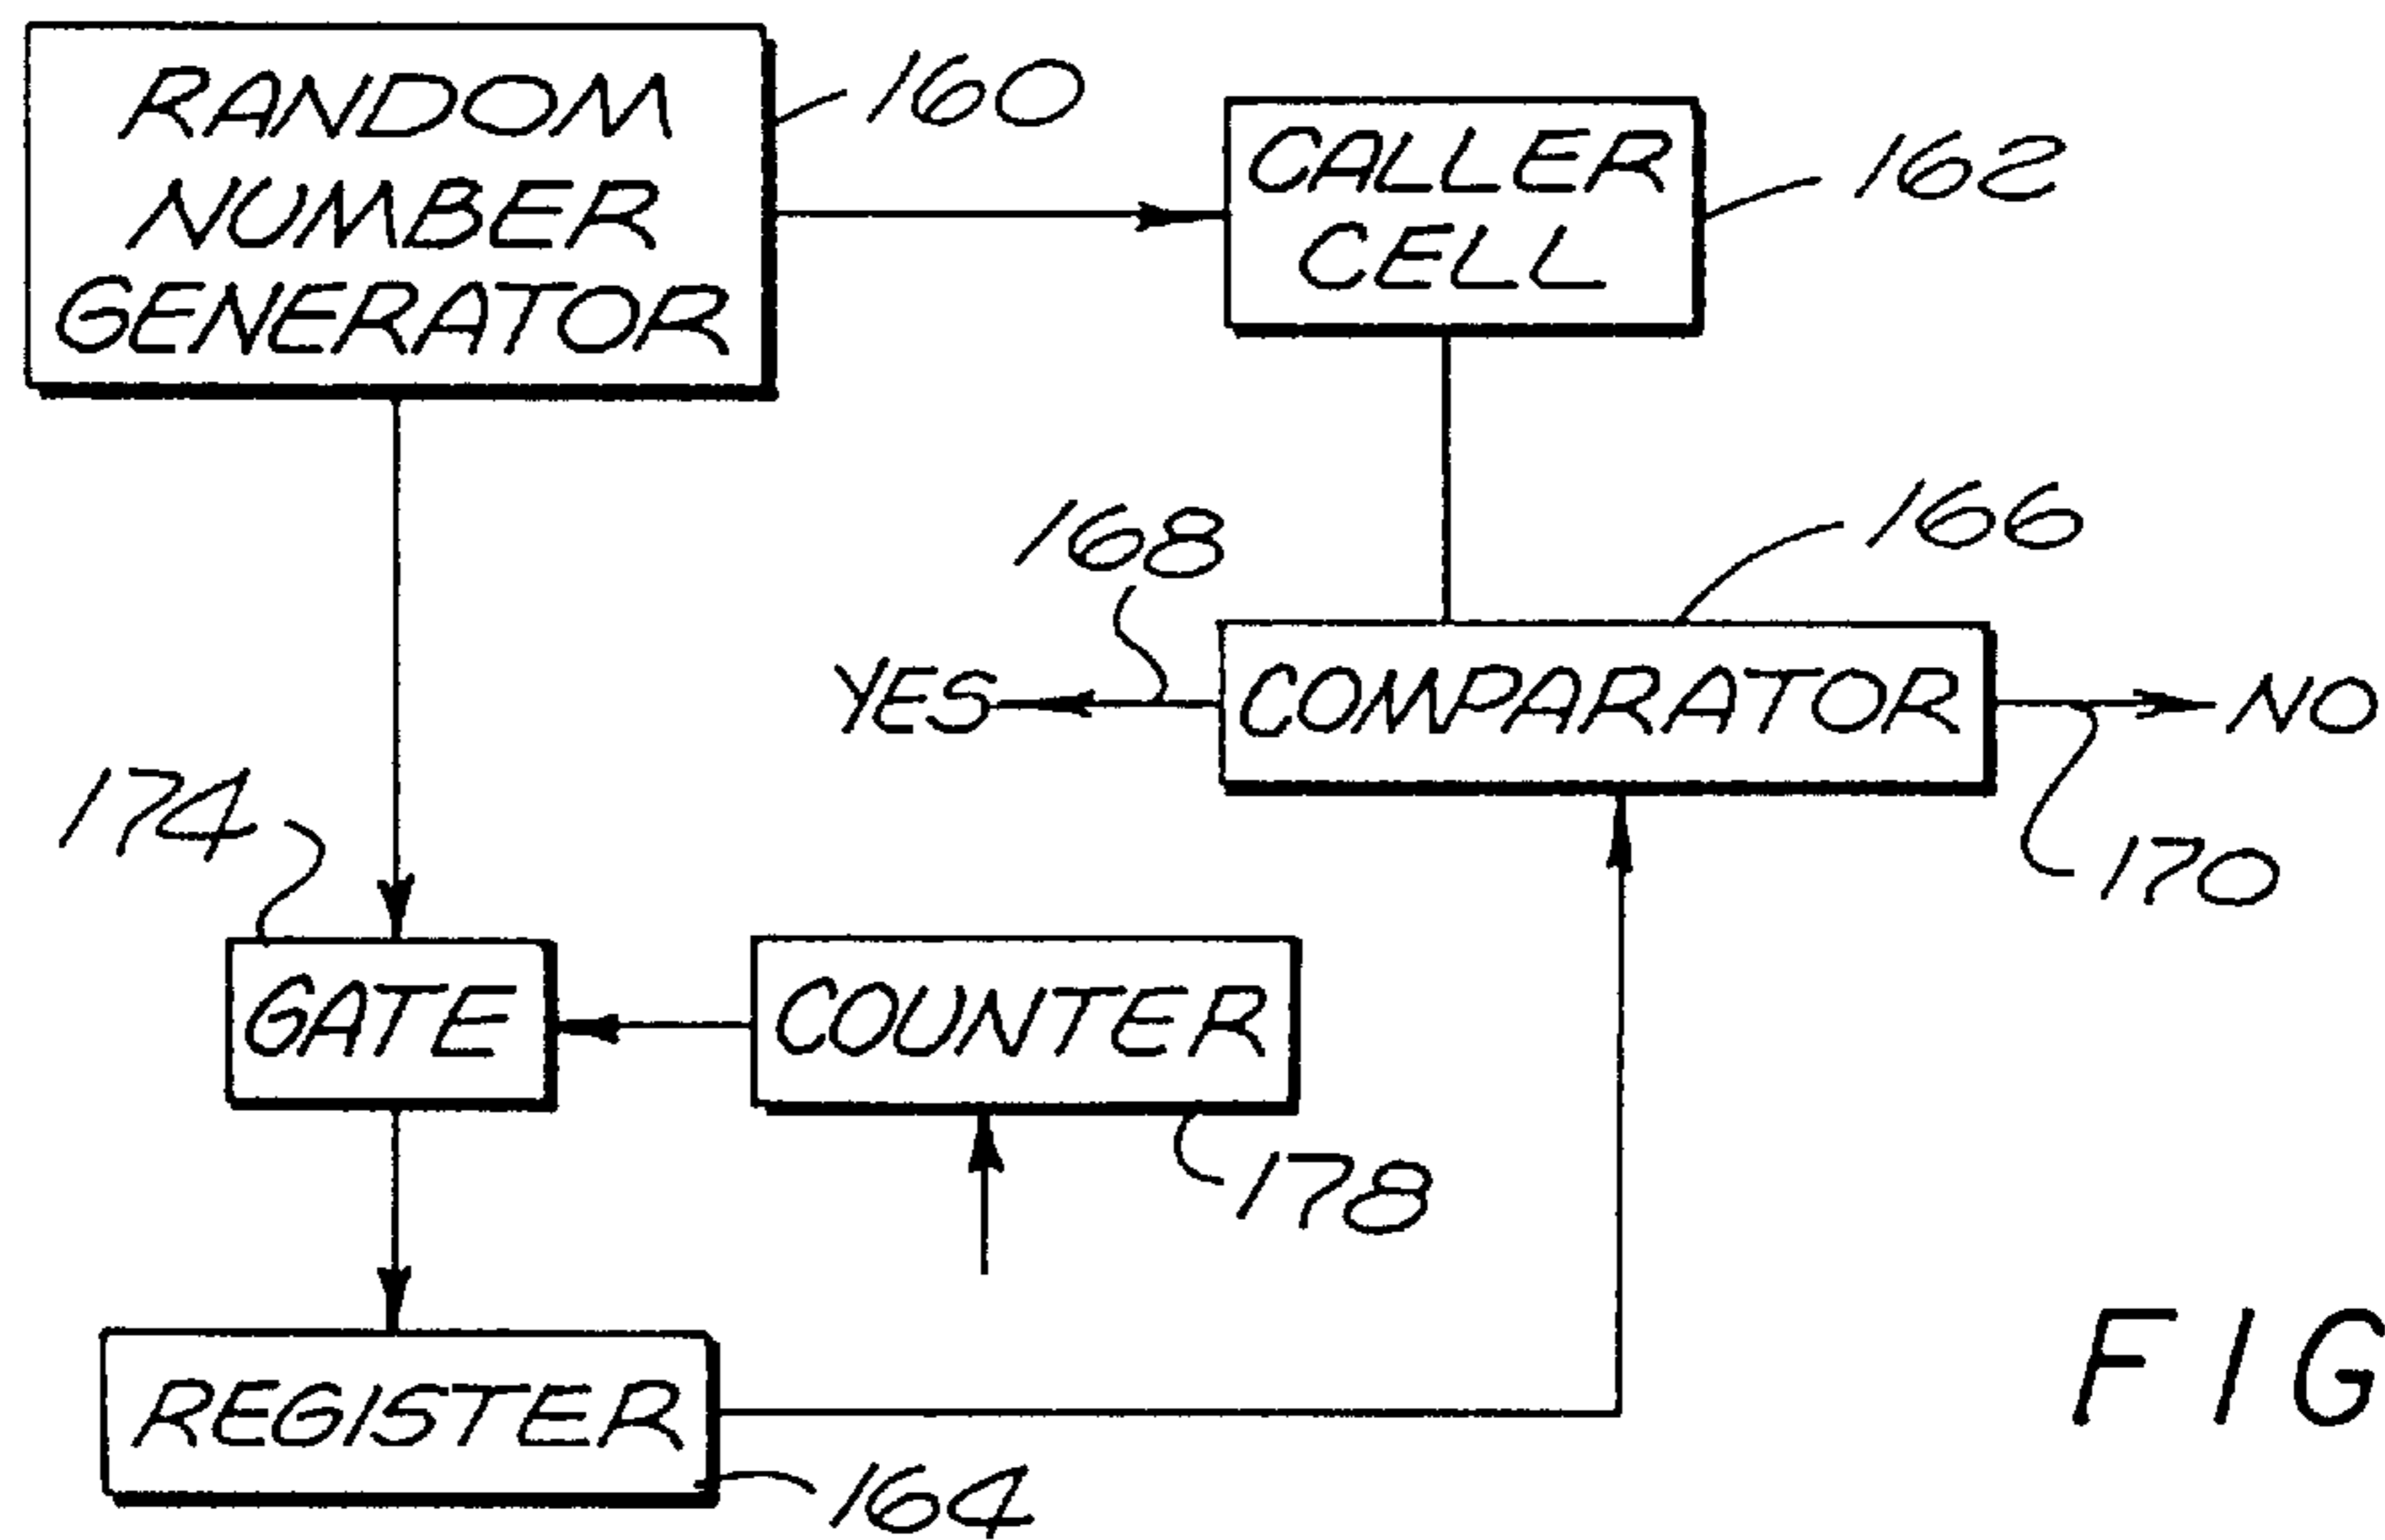 RANDOM
NUMBER
GENERATOR
160
CALLER
CELL
162
168
166
YES
COMPARATOR
NO
174
170
GATE
COUNTER
178
REGISTER
164
FIG